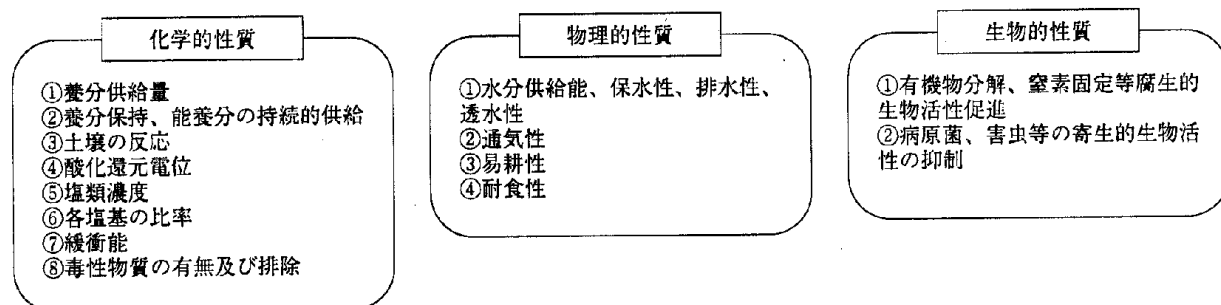 化学的性質
①養分供給量
②養分保持、能養分の持続的供給
③土壌の反応
④酸化還元電位
⑤塩類濃度
⑥各塩基の比率
⑦緩衝能
⑧毒性物質の有無及び排除
物理的性質
①水分供給能、保水性、排水性、
透水性
②通気性
③易耕性
④耐食性
生物的性質
①有機物分解、窒素固定等腐生的
生物活性促進
②病原菌、害虫等の寄生的生物活
性の抑制